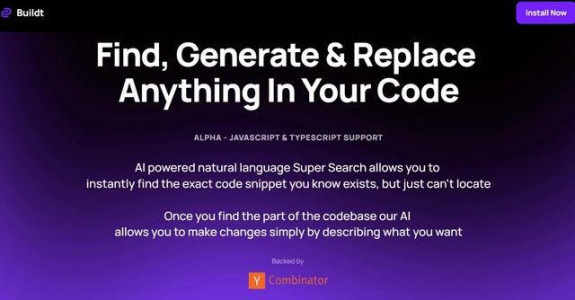 Buildt
Install Now
Find, Generate & Replace
Anything In Your Code
ALPHA - JAVASCRIPT & TYPESCRIPT SUPPORT
AI powered natural language Super Search allows you to
instantly find the exact code snippet you know exists, but just can't locate
Once you find the part of the codebase our AI
allows you to make changes simply by describing what you want
Backed by
Y Combinator